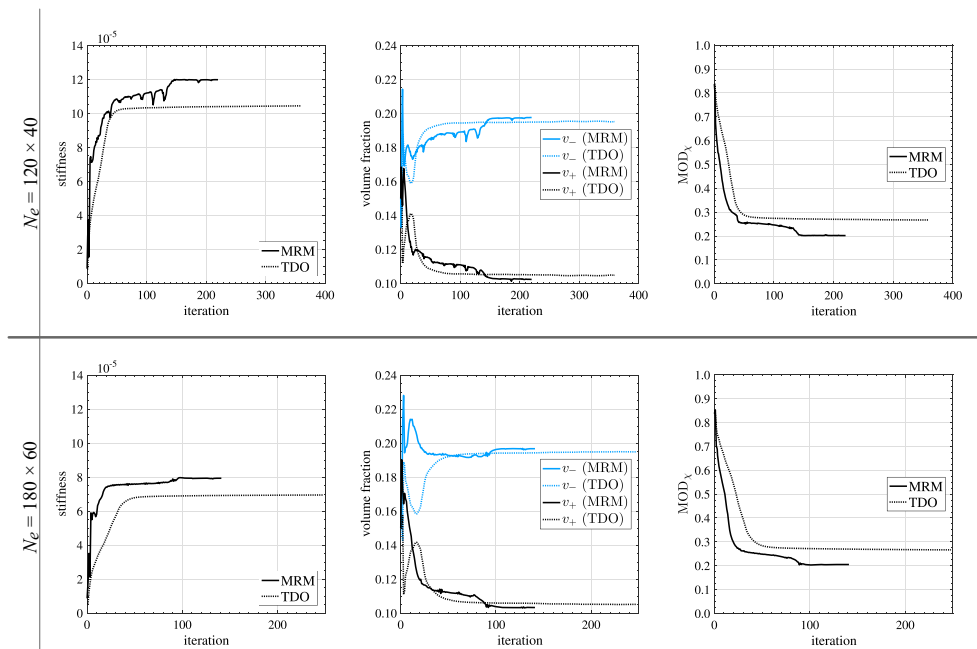 N_e = 120 × 40
10^-5
14
12
10
8
6
4
2
0
stiffness
MRM
TDO
0 100 200 300 400
iteration
0.24
0.22
0.20
0.18
0.16
0.14
0.12
0.10
volume fraction
v_- (MRM)
v_- (TDO)
v_+ (MRM)
v_+ (TDO)
0 100 200 300 400
iteration
1.0
0.9
0.8
0.7
0.6
0.5
0.4
0.3
0.2
0.1
0.0
MOD_χ
MRM
TDO
0 100 200 300 400
iteration
N_e = 180 × 60
10^-5
14
12
10
8
6
4
2
0
stiffness
MRM
TDO
0 100 200
iteration
0.24
0.22
0.20
0.18
0.16
0.14
0.12
0.10
volume fraction
v_- (MRM)
v_- (TDO)
v_+ (MRM)
v_+ (TDO)
0 50 100 150 200
iteration
1.0
0.9
0.8
0.7
0.6
0.5
0.4
0.3
0.2
0.1
0.0
MOD_χ
MRM
TDO
0 100 200
iteration